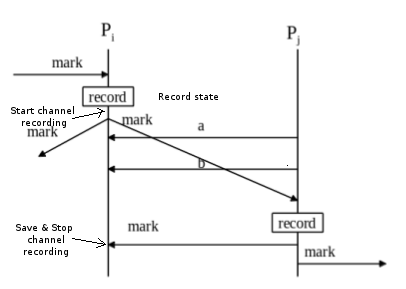 Pi
Pj
mark
record
Record state
Start channel
recording
mark
mark
a
b
record
Save & Stop
channel
recording
mark
mark